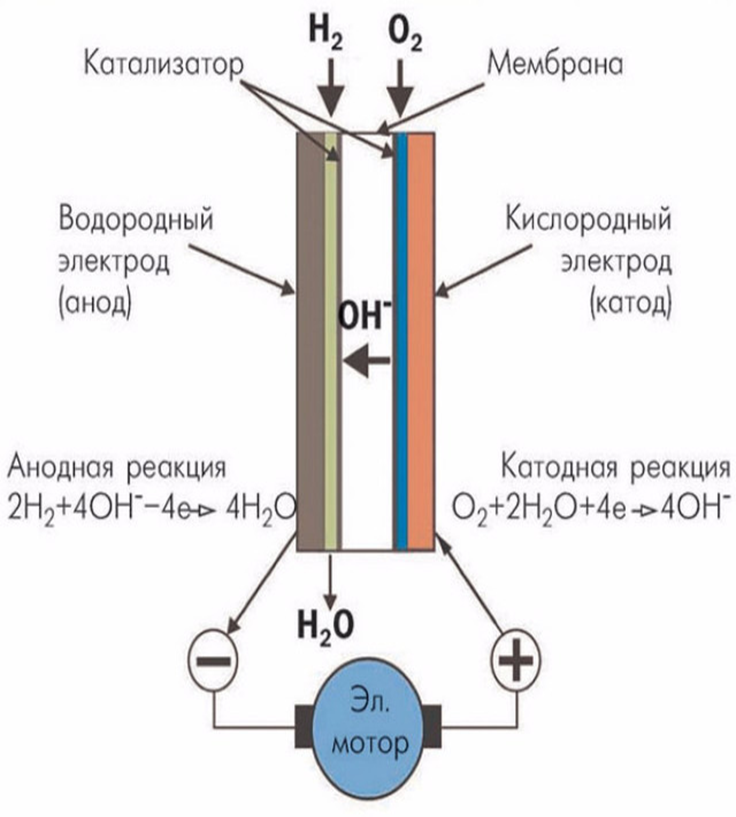 H₂ O₂
Катализатор
Мембрана
Водородный
электрод
(анод)
Кислородный
электрод
(катод)
OH⁻
Анодная реакция
2H₂+4OH⁻−4e→ 4H₂O
Катодная реакция
O₂+2H₂O+4e→4OH⁻
H₂O
−
+
Эл.
мотор